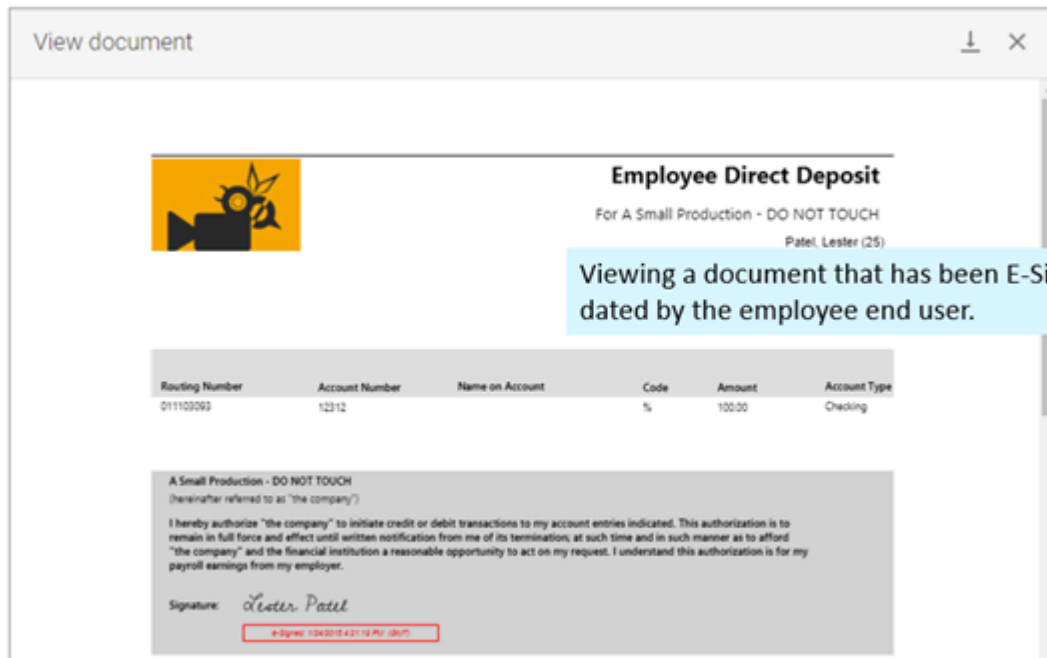 View document
Employee Direct Deposit
For A Small Production - DO NOT TOUCH
Patel, Lester (25)
Viewing a document that has been E-Si
dated by the employee end user.
Routing Number Account Number Name on Account Code Amount Account Type
011103093 12312 % 100.00 Checking
A Small Production - DO NOT TOUCH
(hereinafter referred to as "the company")
I hereby authorize "the company" to initiate credit or debit transactions to my account entries indicated. This authorization is to
remain in full force and effect until written notification from me of its termination; at such time and in such manner as to afford
"the company" and the financial institution a reasonable opportunity to act on my request. I understand this authorization is for my
payroll earnings from my employer.
Signature: Lester Patel
e-Signed: